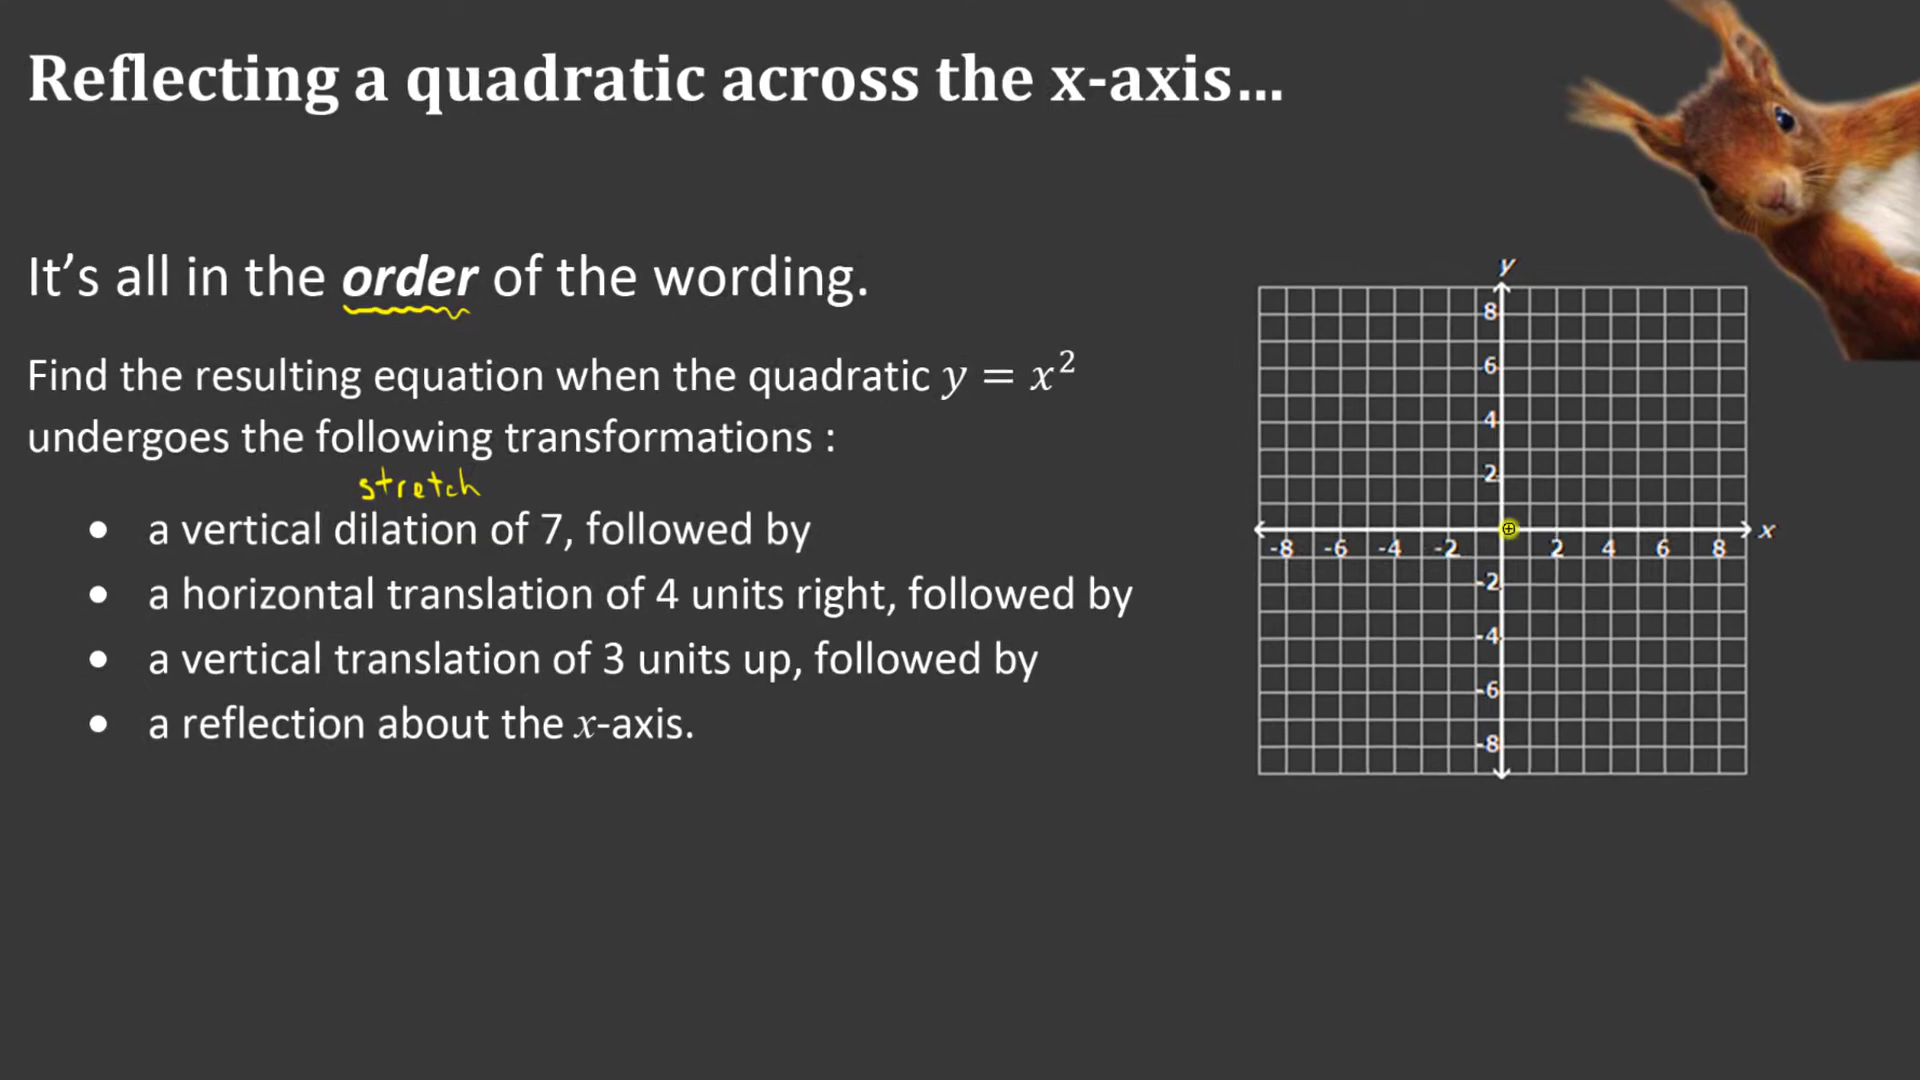 Reflecting a quadratic across the x-axis...
It's all in the order of the wording.
Find the resulting equation when the quadratic y = x²
undergoes the following transformations :
stretch
• a vertical dilation of 7, followed by
• a horizontal translation of 4 units right, followed by
• a vertical translation of 3 units up, followed by
• a reflection about the x-axis.
y
8
6
4
2
x
-8 -6 -4 -2 2 4 6 8
-2
-4
-6
-8